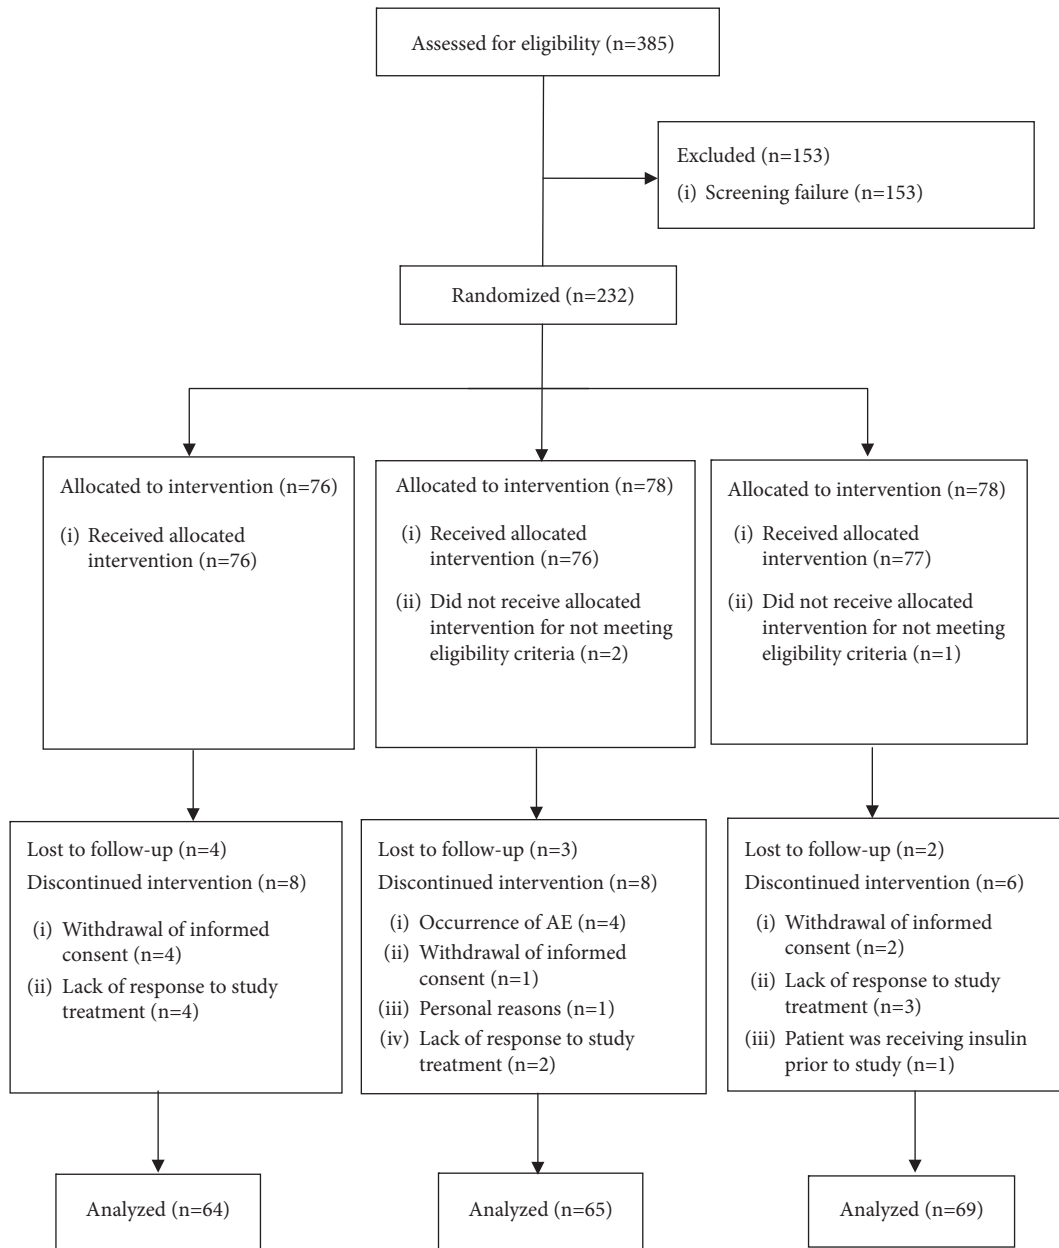 Assessed for eligibility (n=385)
Excluded (n=153)
(i) Screening failure (n=153)
Randomized (n=232)
Allocated to intervention (n=76)
(i) Received allocated
intervention (n=76)
Allocated to intervention (n=78)
(i) Received allocated
intervention (n=76)
(ii) Did not receive allocated
intervention for not meeting
eligibility criteria (n=2)
Allocated to intervention (n=78)
(i) Received allocated
intervention (n=77)
(ii) Did not receive allocated
intervention for not meeting
eligibility criteria (n=1)
Lost to follow-up (n=4)
Discontinued intervention (n=8)
(i) Withdrawal of informed
consent (n=4)
(ii) Lack of response to study
treatment (n=4)
Lost to follow-up (n=3)
Discontinued intervention (n=8)
(i) Occurrence of AE (n=4)
(ii) Withdrawal of informed
consent (n=1)
(iii) Personal reasons (n=1)
(iv) Lack of response to study
treatment (n=2)
Lost to follow-up (n=2)
Discontinued intervention (n=6)
(i) Withdrawal of informed
consent (n=2)
(ii) Lack of response to study
treatment (n=3)
(iii) Patient was receiving insulin
prior to study (n=1)
Analyzed (n=64)
Analyzed (n=65)
Analyzed (n=69)